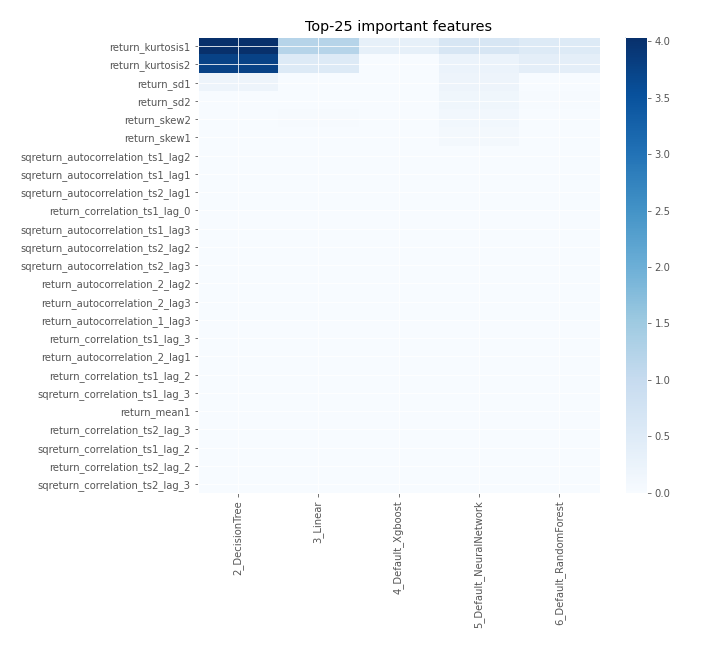 Top-25 important features
return_kurtosis1
return_kurtosis2
return_sd1
return_sd2
return_skew2
return_skew1
sqreturn_autocorrelation_ts1_lag2
sqreturn_autocorrelation_ts1_lag1
sqreturn_autocorrelation_ts2_lag1
return_correlation_ts1_lag_0
sqreturn_autocorrelation_ts1_lag3
sqreturn_autocorrelation_ts2_lag2
sqreturn_autocorrelation_ts2_lag3
return_autocorrelation_2_lag2
return_autocorrelation_2_lag3
return_autocorrelation_1_lag3
return_correlation_ts1_lag_3
return_autocorrelation_2_lag1
return_correlation_ts1_lag_2
sqreturn_correlation_ts1_lag_3
return_mean1
return_correlation_ts2_lag_3
sqreturn_correlation_ts1_lag_2
return_correlation_ts2_lag_2
sqreturn_correlation_ts2_lag_3
2_DecisionTree
3_Linear
4_Default_Xgboost
5_Default_NeuralNetwork
6_Default_RandomForest
4.0
3.5
3.0
2.5
2.0
1.5
1.0
0.5
0.0